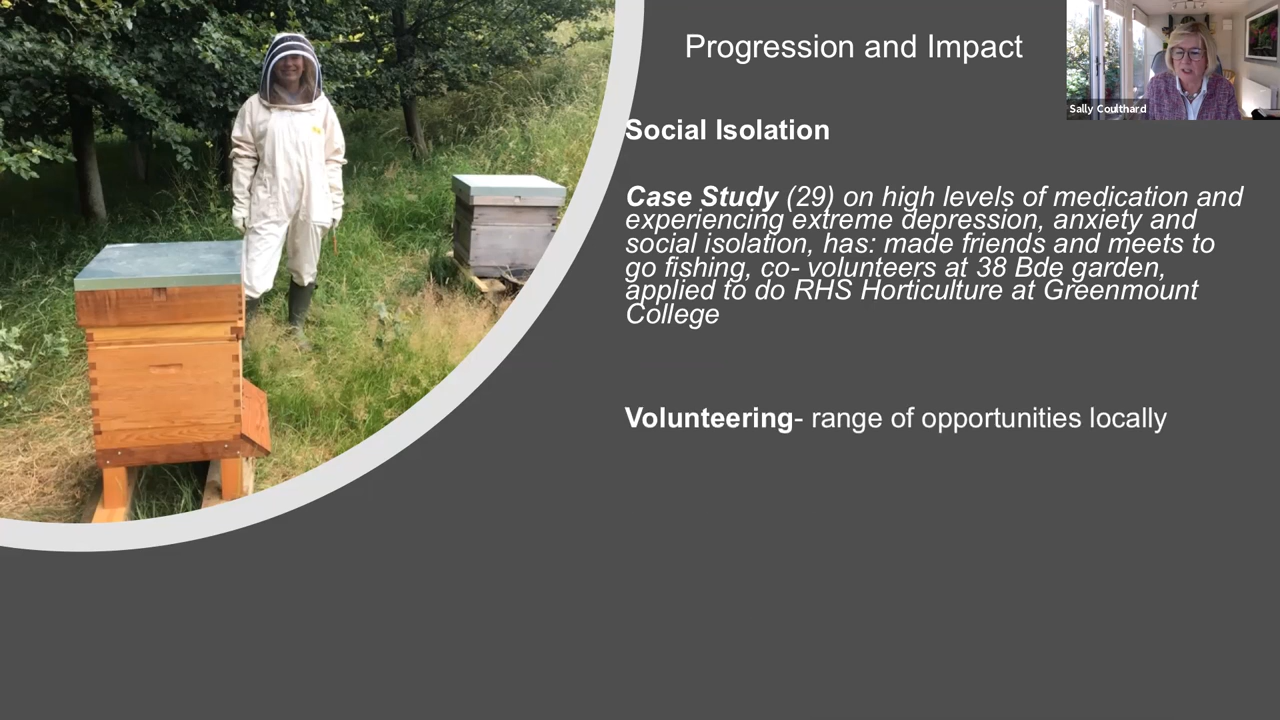 Progression and Impact
Sally Coulthard
Social Isolation
Case Study (29) on high levels of medication and
experiencing extreme depression, anxiety and
social isolation, has: made friends and meets to
go fishing, co- volunteers at 38 Bde garden,
applied to do RHS Horticulture at Greenmount
College
Volunteering- range of opportunities locally